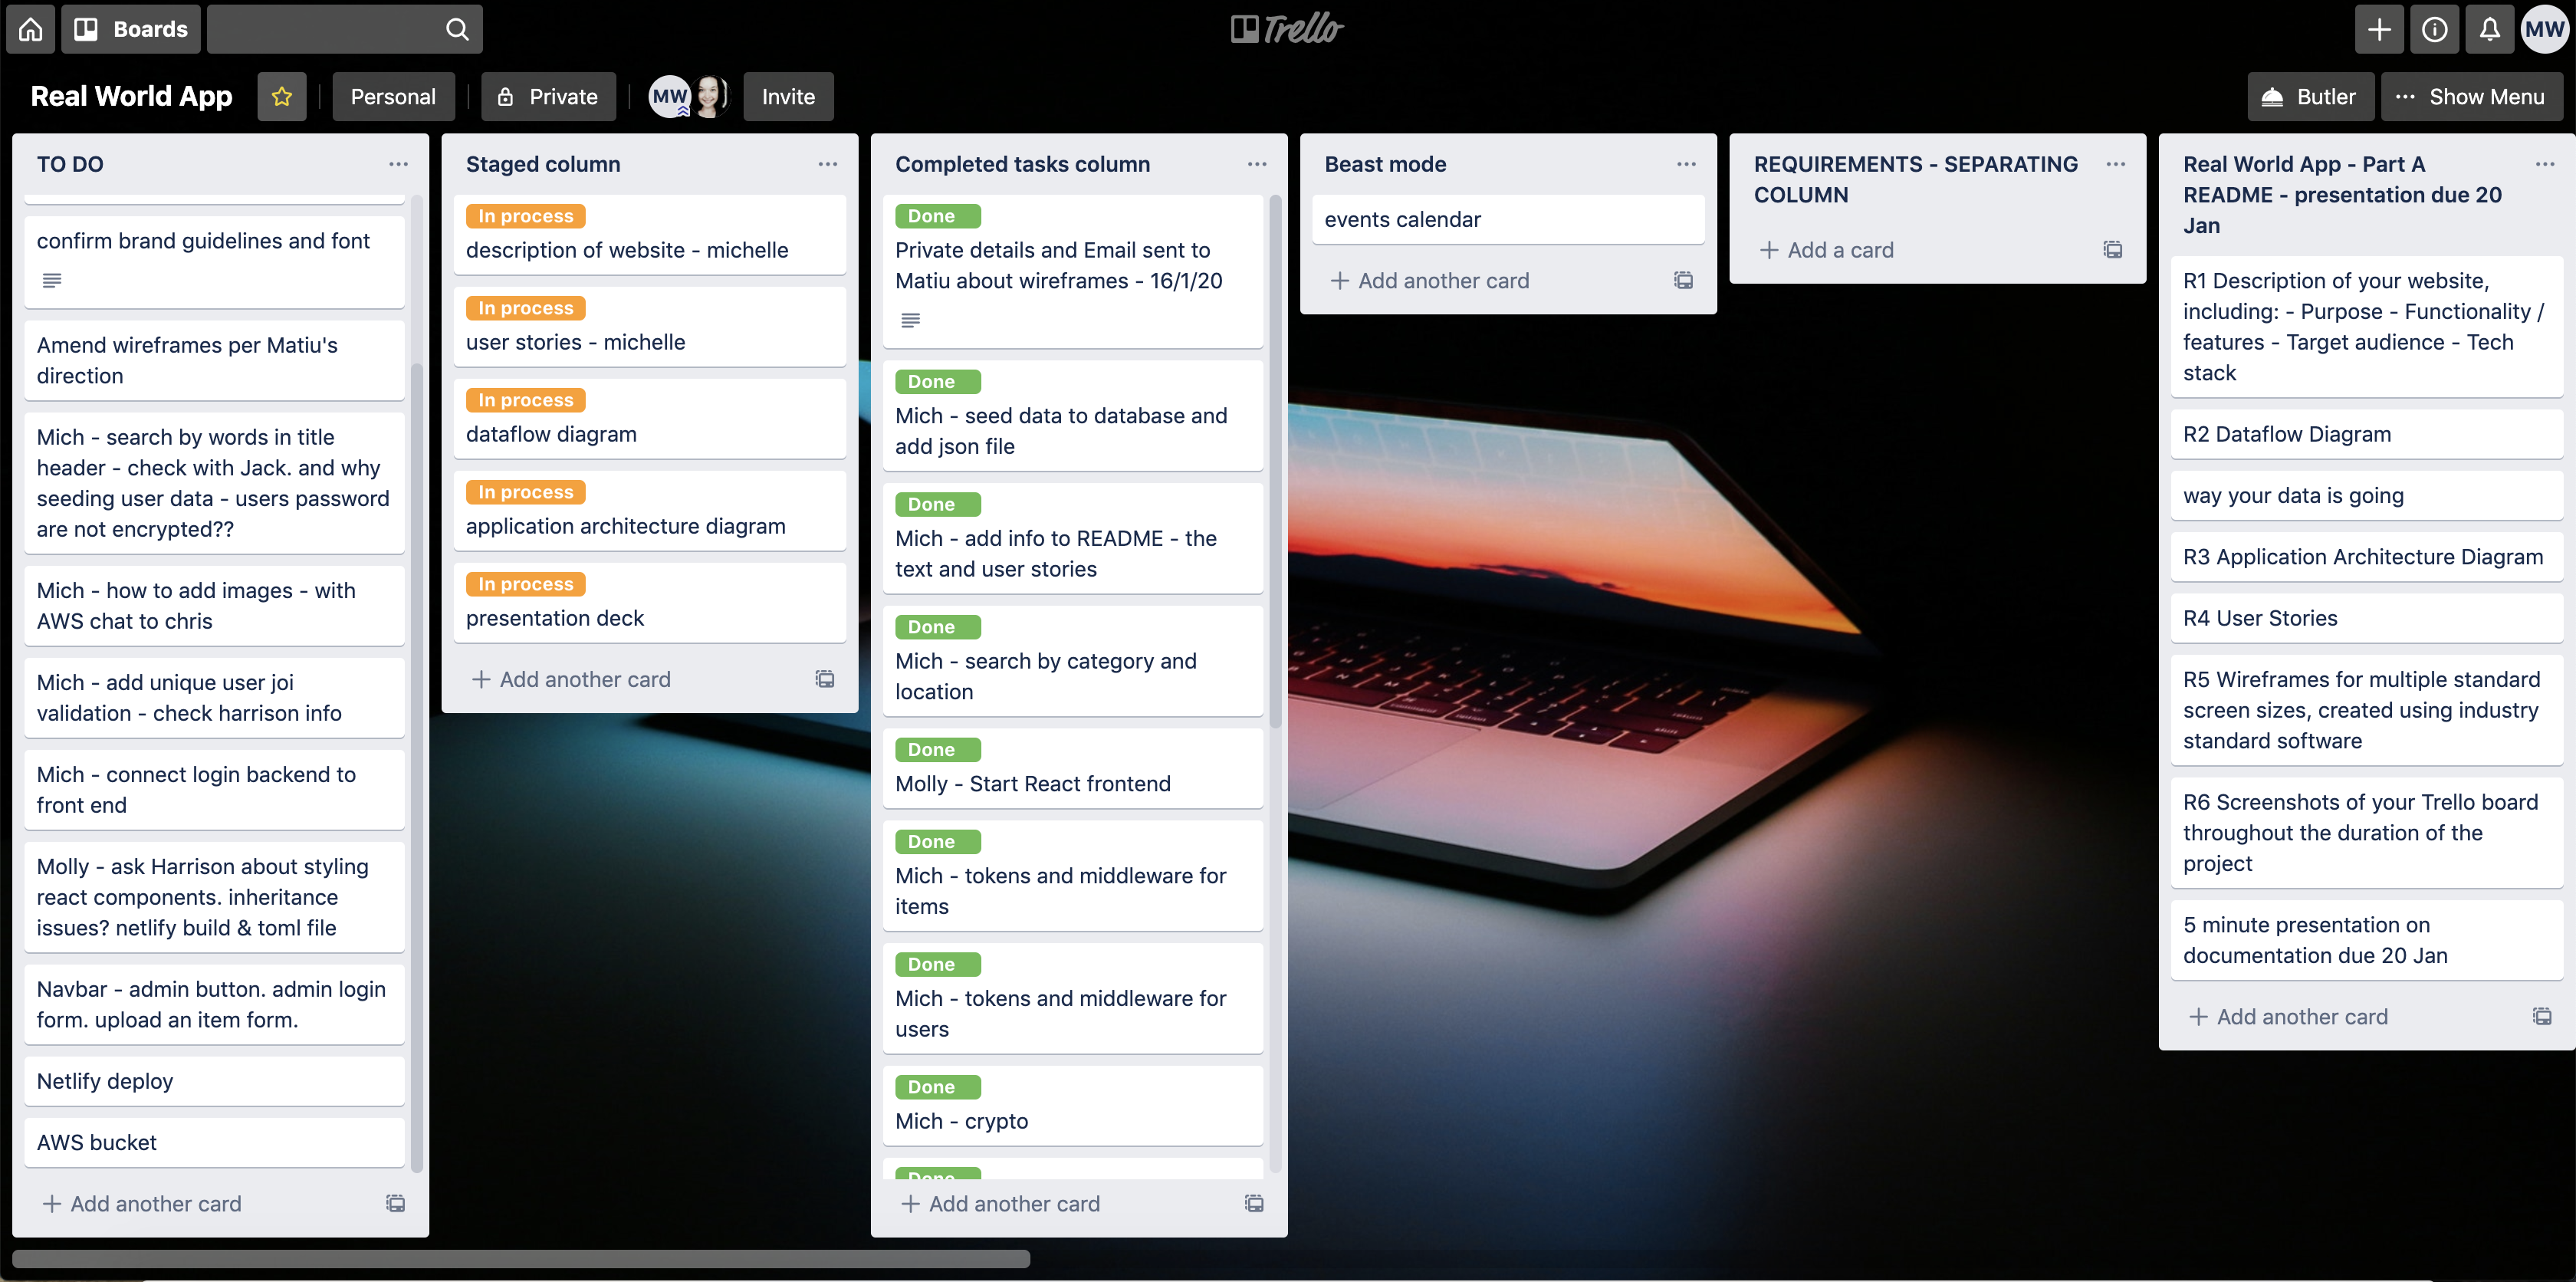 Boards
Trello
MW
Real World App
Personal
Private
MW
Invite
Butler
... Show Menu
TO DO
confirm brand guidelines and font
Amend wireframes per Matiu's
direction
Mich - search by words in title
header - check with Jack. and why
seeding user data - users password
are not encrypted??
Mich - how to add images - with
AWS chat to chris
Mich - add unique user joi
validation - check harrison info
Mich - connect login backend to
front end
Molly - ask Harrison about styling
react components. inheritance
issues? netlify build & toml file
Navbar - admin button. admin login
form. upload an item form.
Netlify deploy
AWS bucket
+ Add another card
Staged column
In process
description of website - michelle
In process
user stories - michelle
In process
dataflow diagram
In process
application architecture diagram
In process
presentation deck
+ Add another card
Completed tasks column
Done
Private details and Email sent to
Matiu about wireframes - 16/1/20
Done
Mich - seed data to database and
add json file
Done
Mich - add info to README - the
text and user stories
Done
Mich - search by category and
location
Done
Molly - Start React frontend
Done
Mich - tokens and middleware for
items
Done
Mich - tokens and middleware for
users
Done
Mich - crypto
Done
+ Add another card
Beast mode
events calendar
+ Add another card
REQUIREMENTS - SEPARATING
COLUMN
+ Add a card
Real World App - Part A
README - presentation due 20
Jan
R1 Description of your website,
including: - Purpose - Functionality /
features - Target audience - Tech
stack
R2 Dataflow Diagram
way your data is going
R3 Application Architecture Diagram
R4 User Stories
R5 Wireframes for multiple standard
screen sizes, created using industry
standard software
R6 Screenshots of your Trello board
throughout the duration of the
project
5 minute presentation on
documentation due 20 Jan
+ Add another card